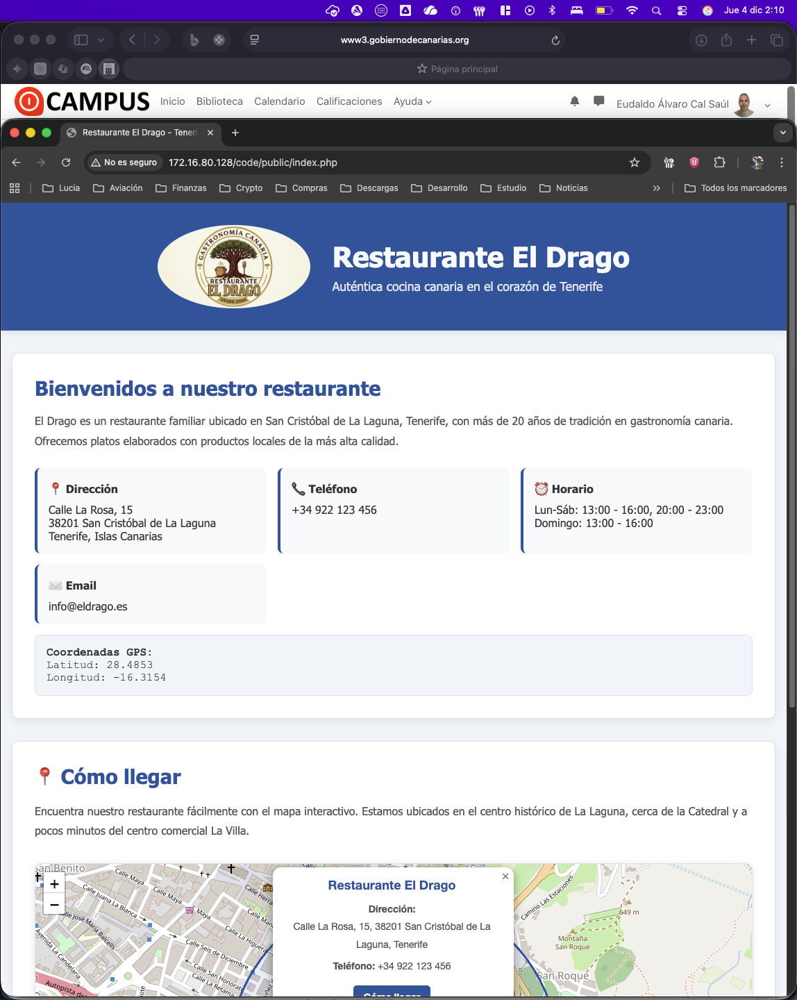 Jue 4 dic 2:10
www3.gobiernodecanarias.org
Página principal
CAMPUS Inicio Biblioteca Calendario Calificaciones Ayuda Eudaldo Álvaro Cal Saúl
Restaurante El Drago - Teneri
No es seguro 172.16.80.128/code/public/index.php
Lucia Aviación Finanzas Crypto Compras Descargas Desarrollo Estudio Noticias » Todos los marcadores
GASTRONOMÍA CANARIA
RESTAURANTE
EL DRAGO
DESDE 2004
Restaurante El Drago
Auténtica cocina canaria en el corazón de Tenerife
Bienvenidos a nuestro restaurante
El Drago es un restaurante familiar ubicado en San Cristóbal de La Laguna, Tenerife, con más de 20 años de tradición en gastronomía canaria.
Ofrecemos platos elaborados con productos locales de la más alta calidad.
Dirección
Calle La Rosa, 15
38201 San Cristóbal de La Laguna
Tenerife, Islas Canarias
Teléfono
+34 922 123 456
Horario
Lun-Sáb: 13:00 - 16:00, 20:00 - 23:00
Domingo: 13:00 - 16:00
Email
info@eldrago.es
Coordenadas GPS:
Latitud: 28.4853
Longitud: -16.3154
Cómo llegar
Encuentra nuestro restaurante fácilmente con el mapa interactivo. Estamos ubicados en el centro histórico de La Laguna, cerca de la Catedral y a
pocos minutos del centro comercial La Villa.
San Benito
+
−
Calle Maya
Calle Juana La Blanca
Calle Maya
Maya
Calle Herra
Calle Man
Calle José María Balcells
Calle La Higuera
Avenida La Candelaria
Calle Seis de Diciembre
Calle San Honorat
Calle La Retama
Autopista del
Restaurante El Drago
Dirección:
Calle La Rosa, 15, 38201 San Cristóbal de La
Laguna, Tenerife
Teléfono: +34 922 123 456
Cómo llegar
Camino Las Estaciones
649 m
Montaña
San Roque
San Roque